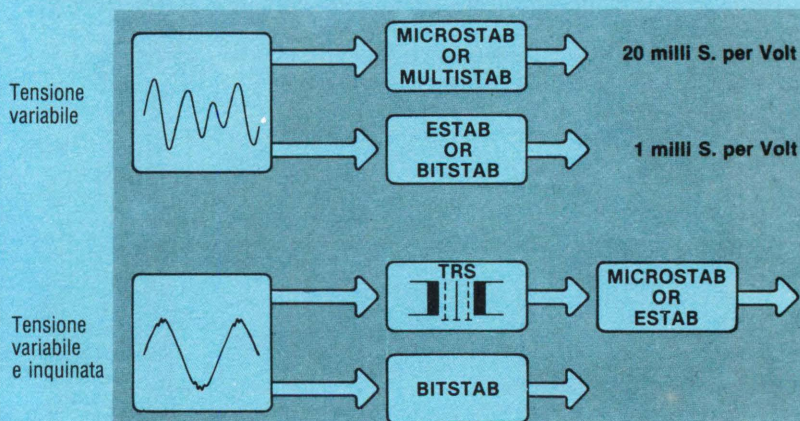 Tensione
variabile
MICROSTAB
OR
MULTISTAB
20 milli S. per Volt
ESTAB
OR
BITSTAB
1 milli S. per Volt
Tensione
variabile
e inquinata
TRS
MICROSTAB
OR
ESTAB
BITSTAB